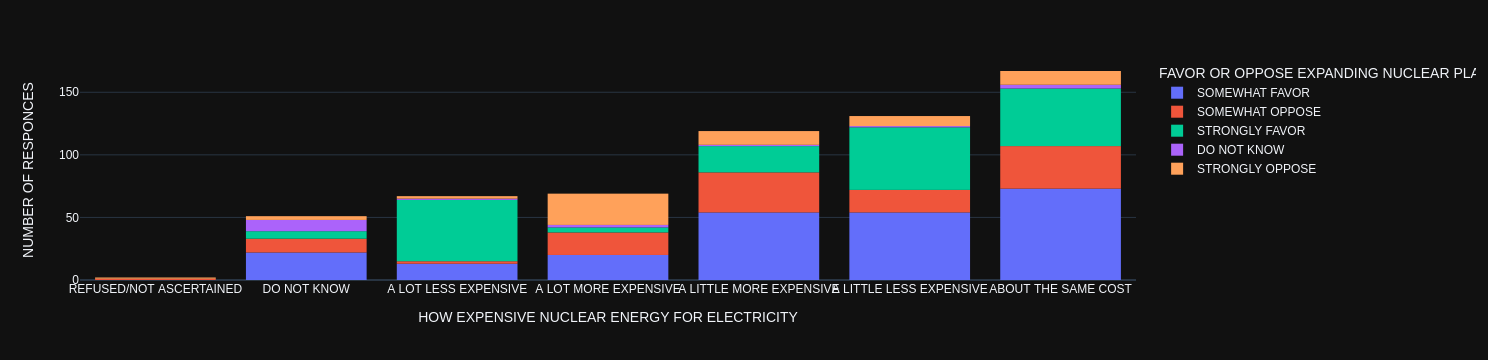 FAVOR OR OPPOSE EXPANDING NUCLEAR
SOMEWHAT FAVOR
SOMEWHAT OPPOSE
STRONGLY FAVOR
DO NOT KNOW
STRONGLY OPPOSE
NUMBER OF RESPONCES
150
100
50
0
REFUSED/NOT ASCERTAINED
DO NOT KNOW
A LOT LESS EXPENSIVE
A LOT MORE EXPENSIVE
A LITTLE MORE EXPENSIVE
A LITTLE LESS EXPENSIVE
ABOUT THE SAME COST
HOW EXPENSIVE NUCLEAR ENERGY FOR ELECTRICITY